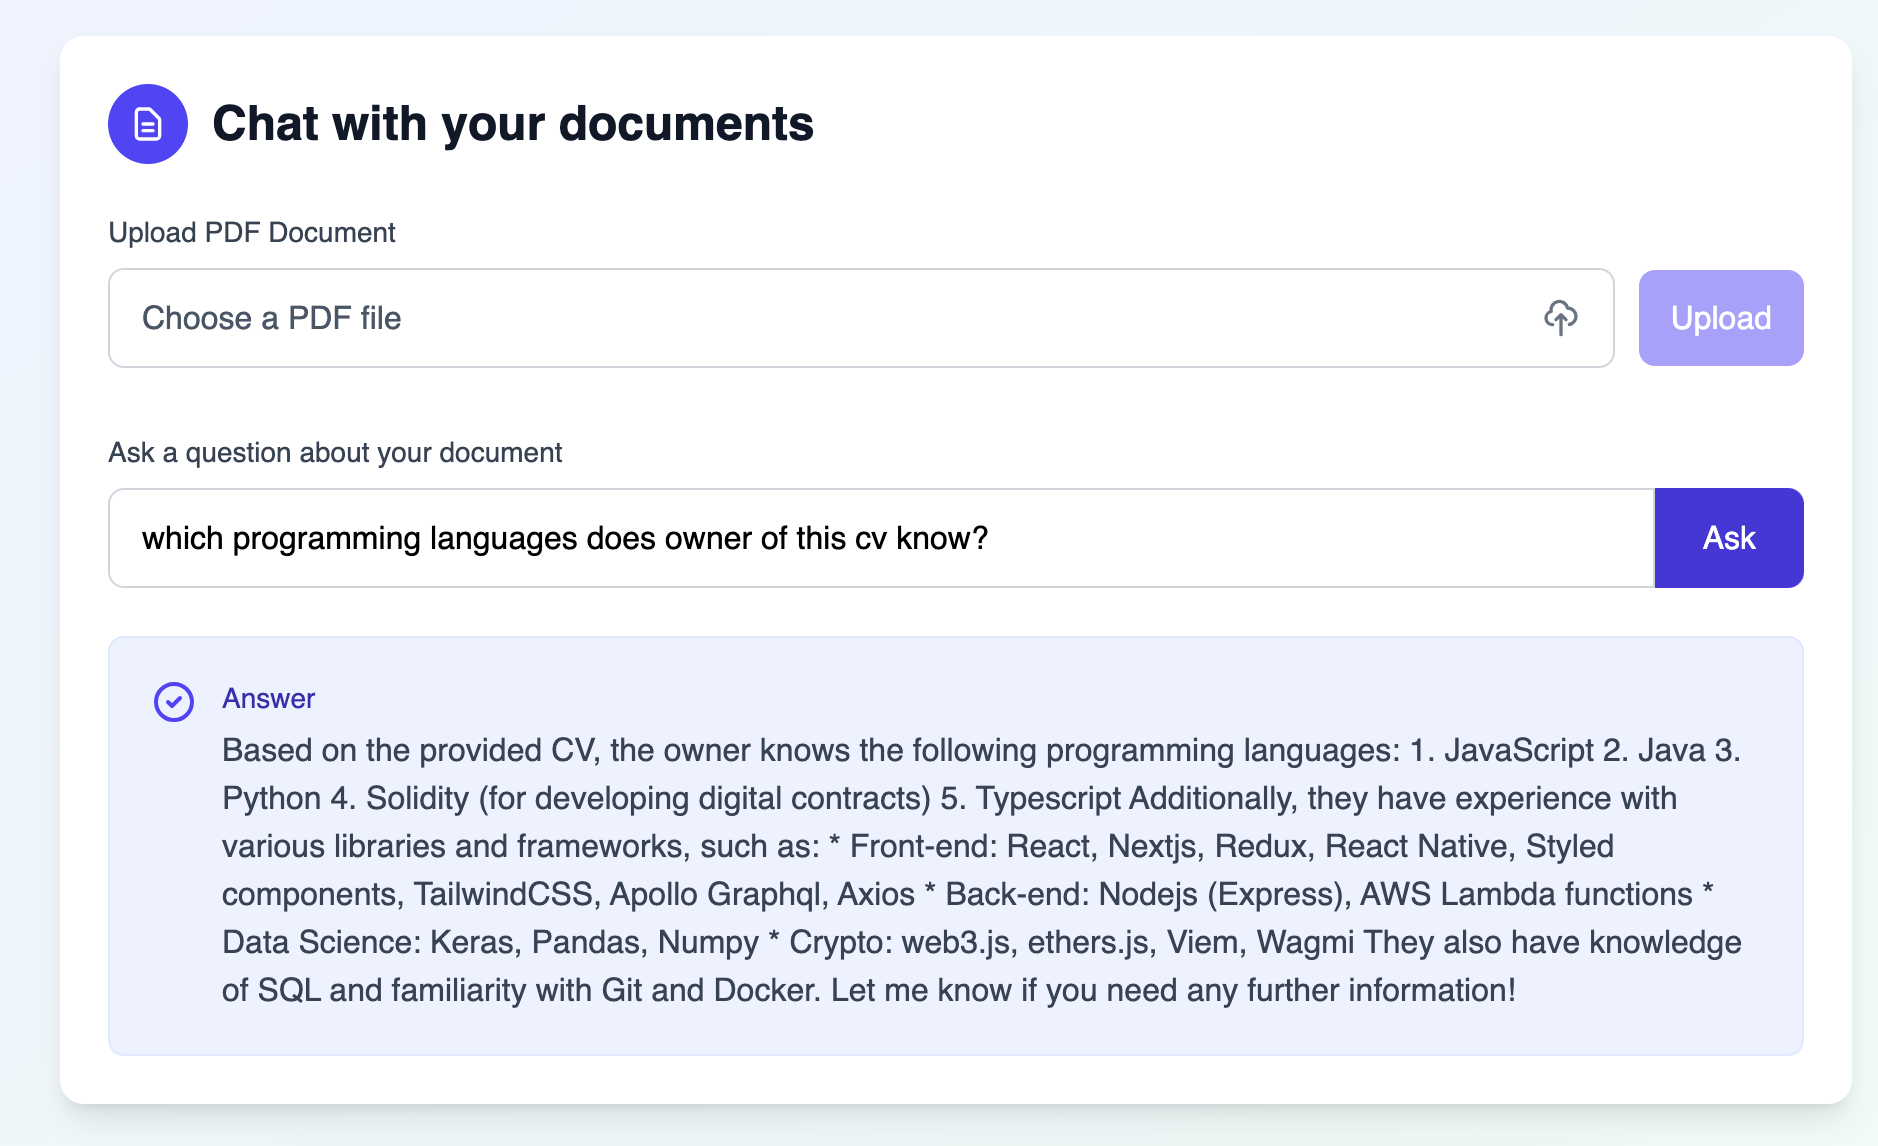 Chat with your documents
Upload PDF Document
Choose a PDF file
Upload
Ask a question about your document
which programming languages does owner of this cv know?
Ask
Answer
Based on the provided CV, the owner knows the following programming languages: 1. JavaScript 2. Java 3.
Python 4. Solidity (for developing digital contracts) 5. Typescript Additionally, they have experience with
various libraries and frameworks, such as: * Front-end: React, Nextjs, Redux, React Native, Styled
components, TailwindCSS, Apollo Graphql, Axios * Back-end: Nodejs (Express), AWS Lambda functions *
Data Science: Keras, Pandas, Numpy * Crypto: web3.js, ethers.js, Viem, Wagmi They also have knowledge
of SQL and familiarity with Git and Docker. Let me know if you need any further information!